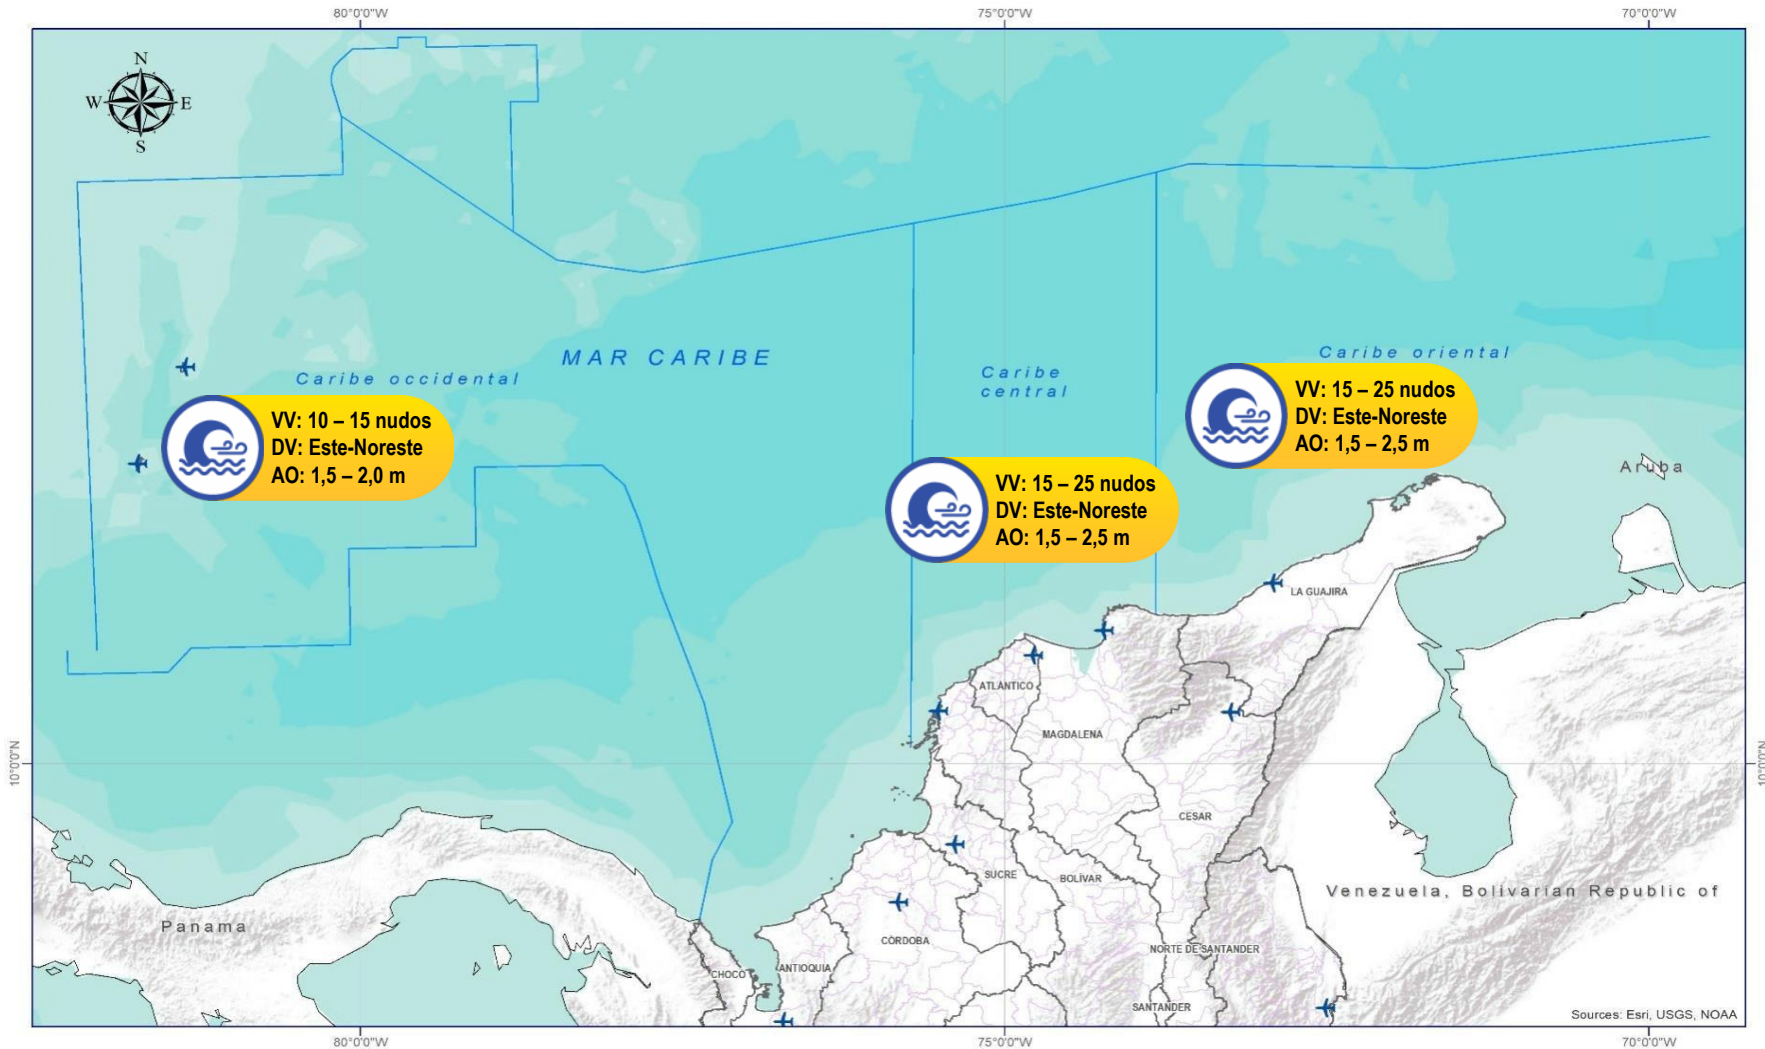 80°0'0"W
75°0'0"W
70°0'0"W
N
W
E
S
MAR CARIBE
Caribe occidental
Caribe
central
Caribe oriental
VV: 10 – 15 nudos
DV: Este-Noreste
AO: 1,5 – 2,0 m
VV: 15 – 25 nudos
DV: Este-Noreste
AO: 1,5 – 2,5 m
VV: 15 – 25 nudos
DV: Este-Noreste
AO: 1,5 – 2,5 m
Aruba
LA GUAJIRA
ATLÁNTICO
MAGDALENA
10°0'0"N
10°0'0"N
CESAR
SUCRE
BOLÍVAR
Venezuela, Bolivarian Republic of
Panama
CÓRDOBA
NORTE DE SANTANDER
CHOCO
ANTIOQUIA
SANTANDER
Sources: Esri, USGS, NOAA
80°0'0"W
75°0'0"W
70°0'0"W